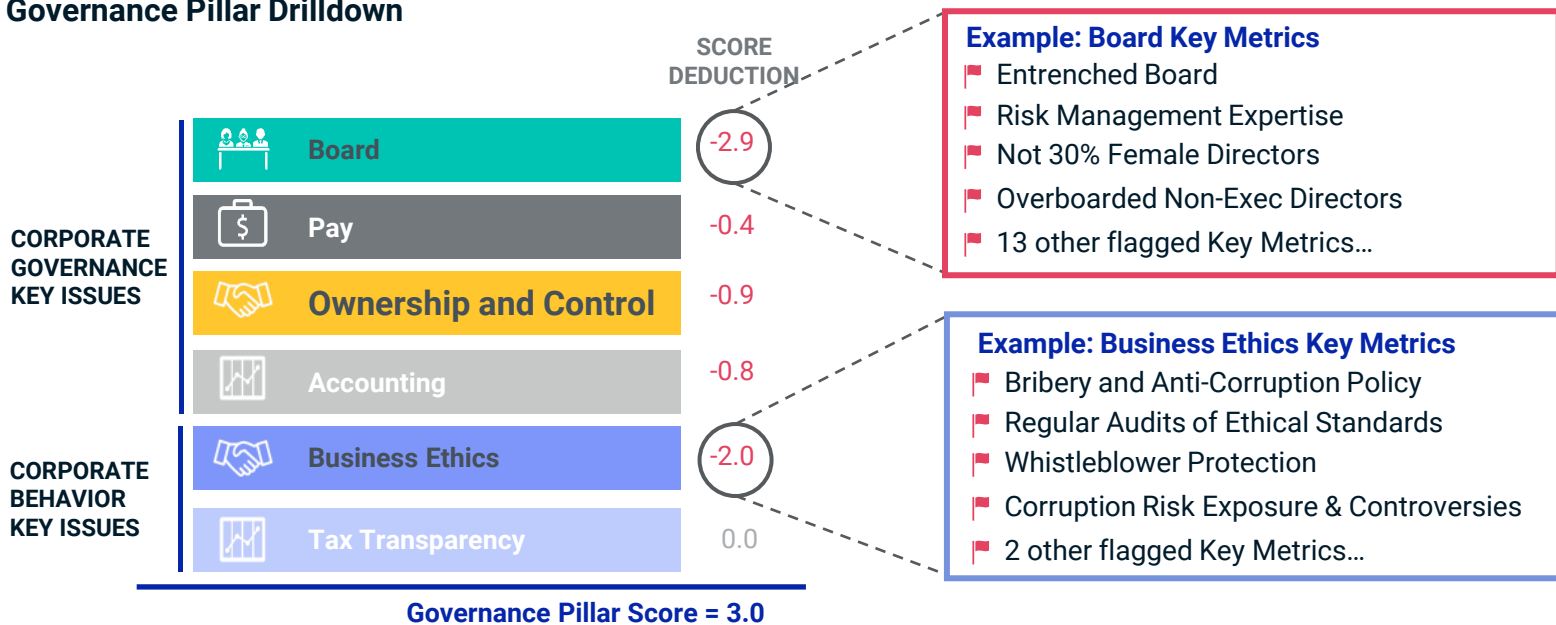 Governance Pillar Drilldown
SCORE
DEDUCTION
CORPORATE
GOVERNANCE
KEY ISSUES
Board
-2.9
$
Pay
-0.4
Ownership and Control
-0.9
Accounting
-0.8
CORPORATE
BEHAVIOR
KEY ISSUES
Business Ethics
-2.0
Tax Transparency
0.0
Governance Pillar Score = 3.0
Example: Board Key Metrics
Entrenched Board
Risk Management Expertise
Not 30% Female Directors
Overboarded Non-Exec Directors
13 other flagged Key Metrics…
Example: Business Ethics Key Metrics
Bribery and Anti-Corruption Policy
Regular Audits of Ethical Standards
Whistleblower Protection
Corruption Risk Exposure & Controversies
2 other flagged Key Metrics…